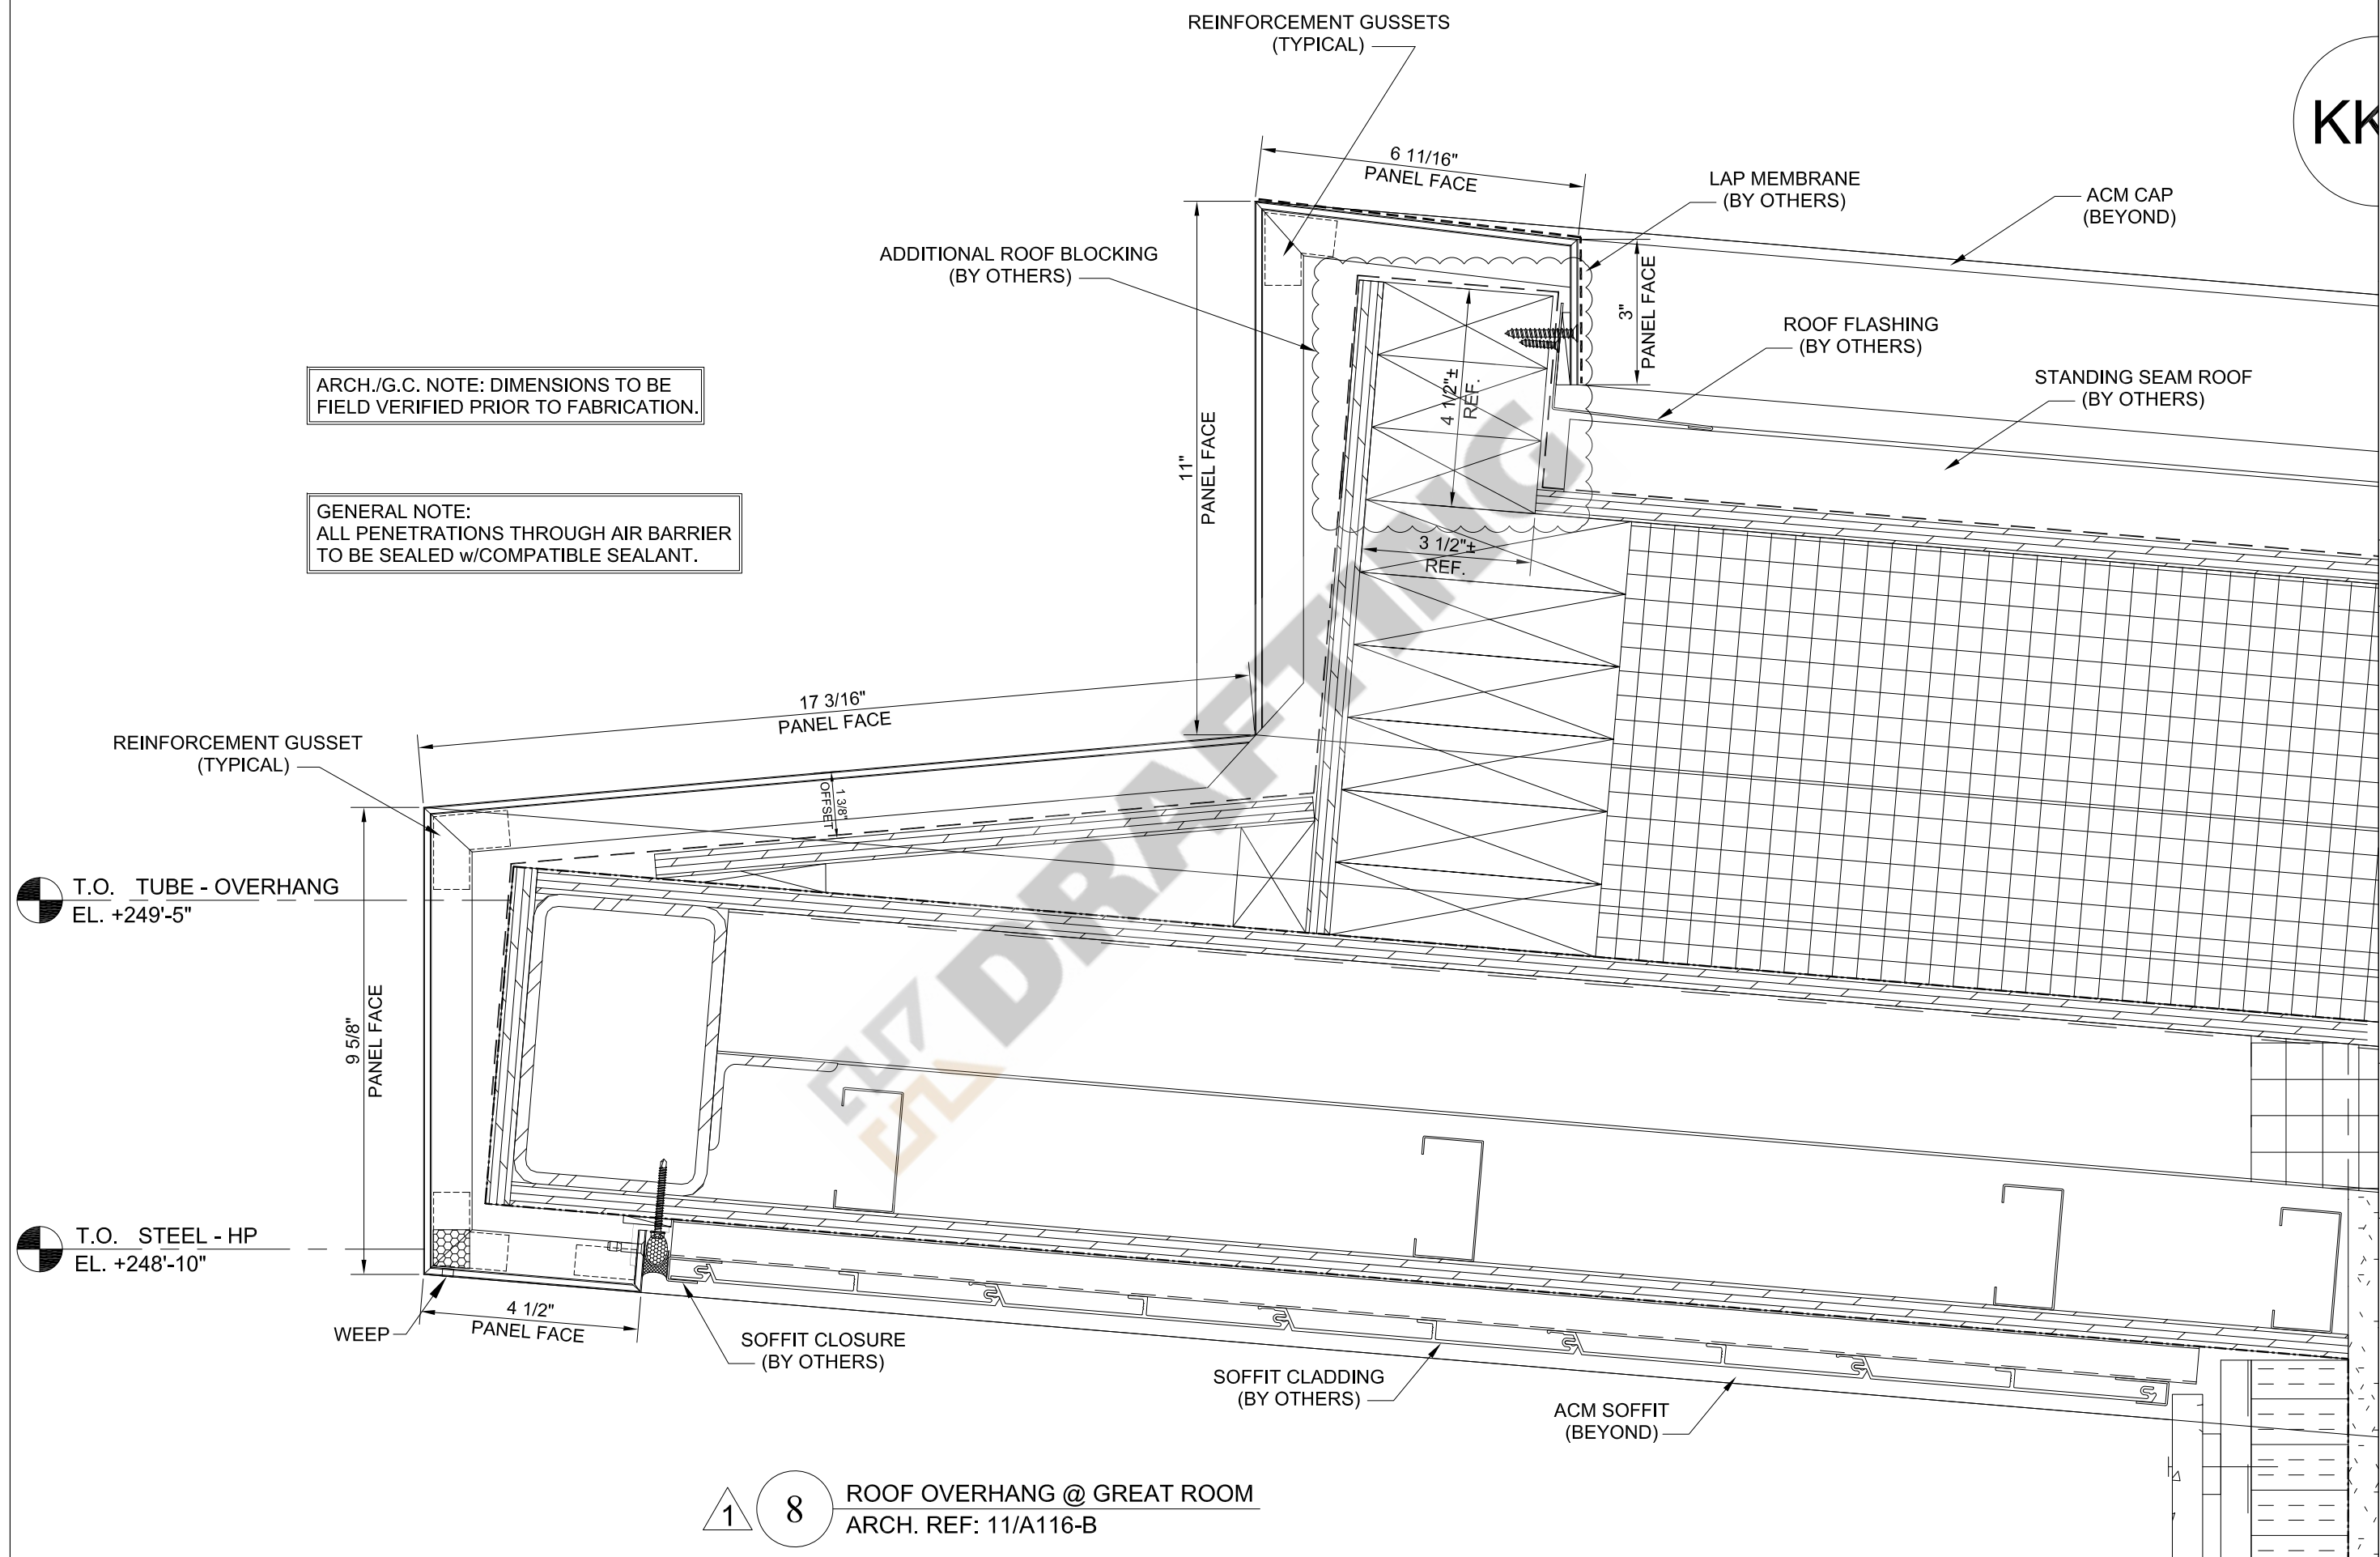 REINFORCEMENT GUSSETS
(TYPICAL)
KK
6 11/16"
PANEL FACE
LAP MEMBRANE
(BY OTHERS)
ACM CAP
(BEYOND)
ADDITIONAL ROOF BLOCKING
(BY OTHERS)
3"
PANEL FACE
ROOF FLASHING
(BY OTHERS)
STANDING SEAM ROOF
(BY OTHERS)
ARCH./G.C. NOTE: DIMENSIONS TO BE
FIELD VERIFIED PRIOR TO FABRICATION.
4 1/2"±
REF.
11"
PANEL FACE
GENERAL NOTE:
ALL PENETRATIONS THROUGH AIR BARRIER
TO BE SEALED w/COMPATIBLE SEALANT.
3 1/2"±
REF.
DRAFTING
17 3/16"
PANEL FACE
REINFORCEMENT GUSSET
(TYPICAL)
1 3/8"
OFFSET
T.O. TUBE - OVERHANG
EL. +249'-5"
9 5/8"
PANEL FACE
T.O. STEEL - HP
EL. +248'-10"
4 1/2"
PANEL FACE
WEEP
SOFFIT CLOSURE
(BY OTHERS)
SOFFIT CLADDING
(BY OTHERS)
ACM SOFFIT
(BEYOND)
1
8
ROOF OVERHANG @ GREAT ROOM
ARCH. REF: 11/A116-B